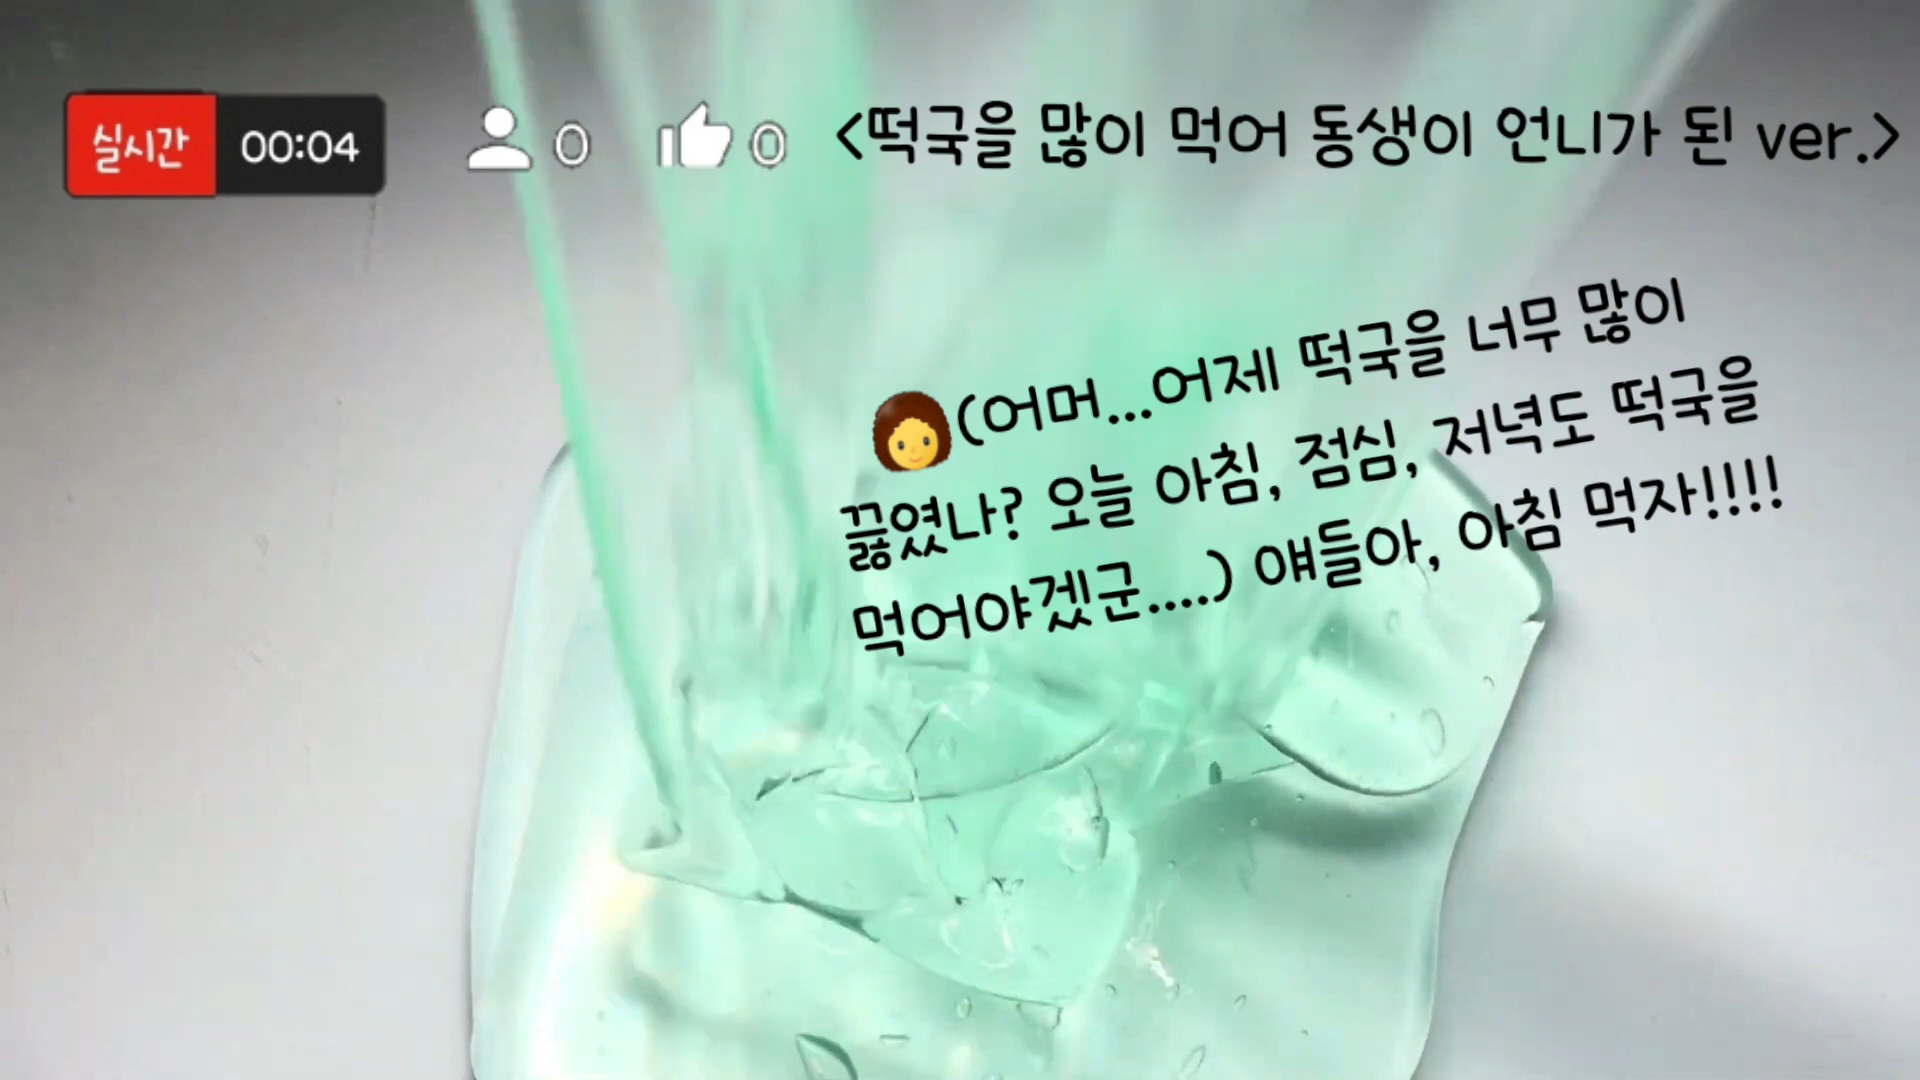 실시간 00:04 0 0 <떡국을 많이 먹어 동생이 언니가 된 ver.>
(어머...어제 떡국을 너무 많이
끓였나? 오늘 아침, 점심, 저녁도 떡국을
먹어야겠군....) 얘들아, 아침 먹자!!!!